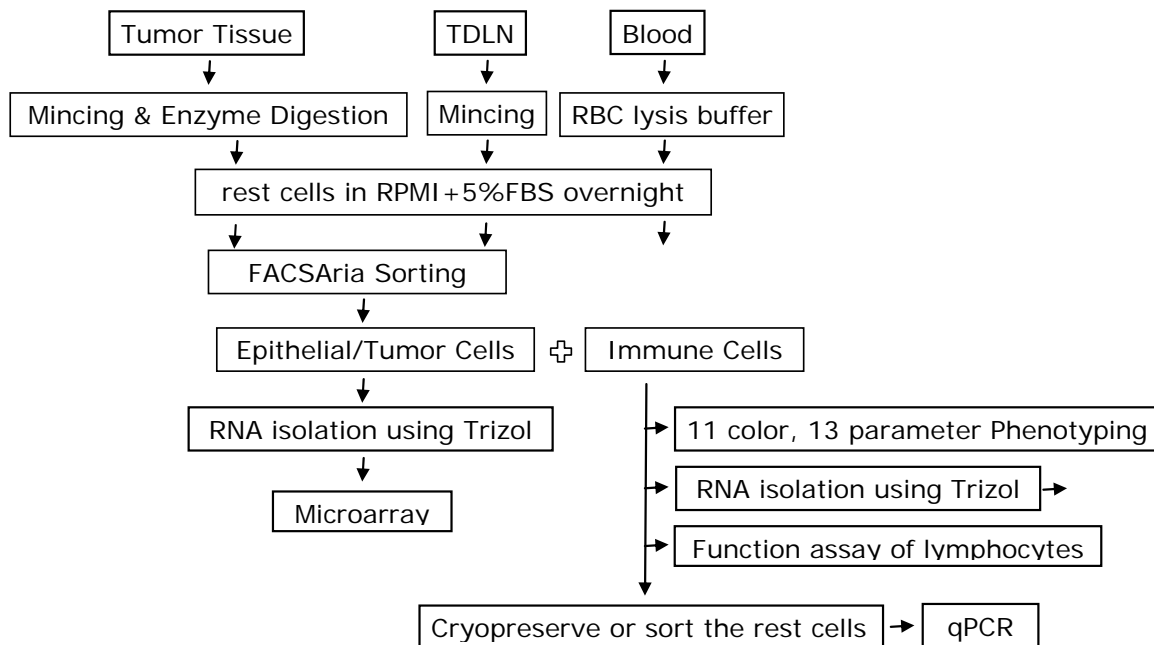 Tumor Tissue
TDLN
Blood
Mincing & Enzyme Digestion
Mincing
RBC lysis buffer
rest cells in RPMI+5%FBS overnight
FACSAria Sorting
Epithelial/Tumor Cells
Immune Cells
RNA isolation using Trizol
11 color, 13 parameter Phenotyping
RNA isolation using Trizol
Microarray
Function assay of lymphocytes
Cryopreserve or sort the rest cells
qPCR